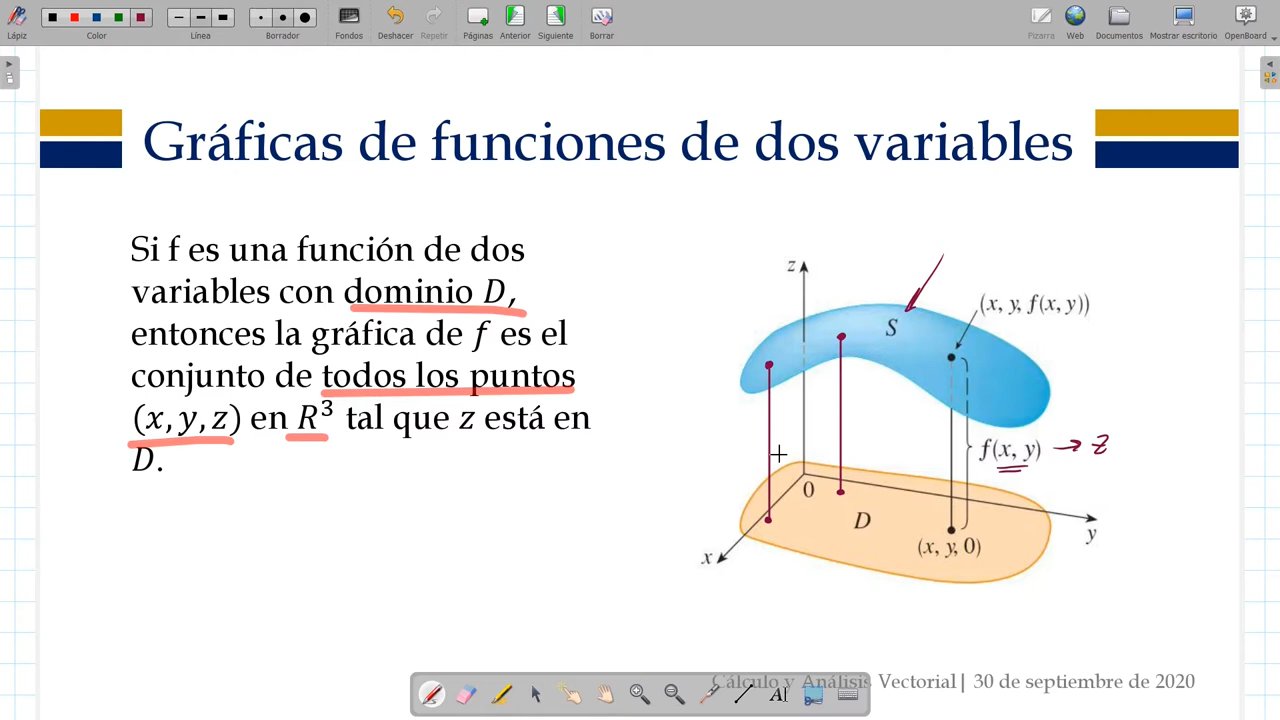 Lápiz
Color
Línea
Borrador
Fondos
Deshacer
Repetir
Páginas
Anterior
Siguiente
Borrar
Pizarra
Web
Documentos
Mostrar escritorio
OpenBoard
Gráficas de funciones de dos variables
Si f es una función de dos
variables con dominio D,
entonces la gráfica de f es el
conjunto de todos los puntos
(x, y, z) en R³ tal que z está en
D.
z
(x, y, f(x, y))
S
f(x, y) → z
0
D
(x, y, 0)
y
x
Cálculo y Análisis Vectorial| 30 de septiembre de 2020
AI